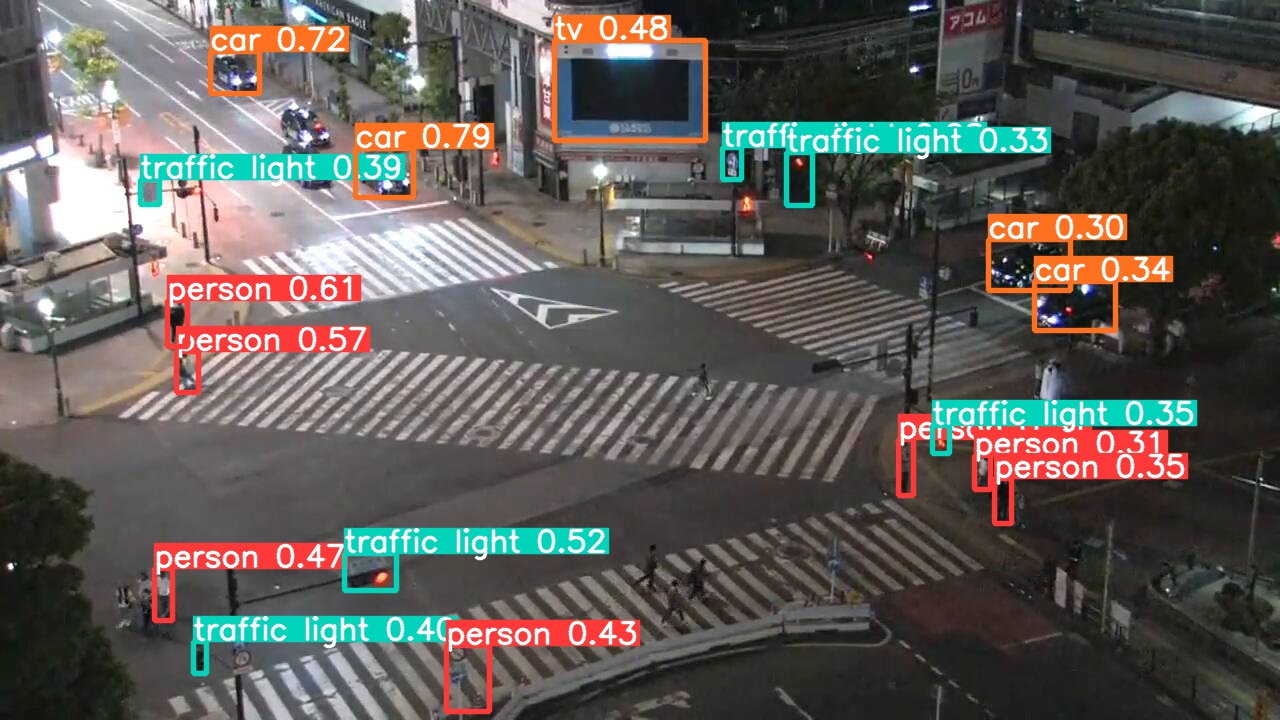 AMERICAN EAGLE
アコム
car 0.72
tv 0.48
car 0.79
traffic light 0.33
traffic light 0.39
car 0.30
car 0.34
person 0.61
person 0.57
traffic light 0.35
person 0.31
person 0.35
person 0.47
traffic light 0.52
traffic light 0.40
person 0.43